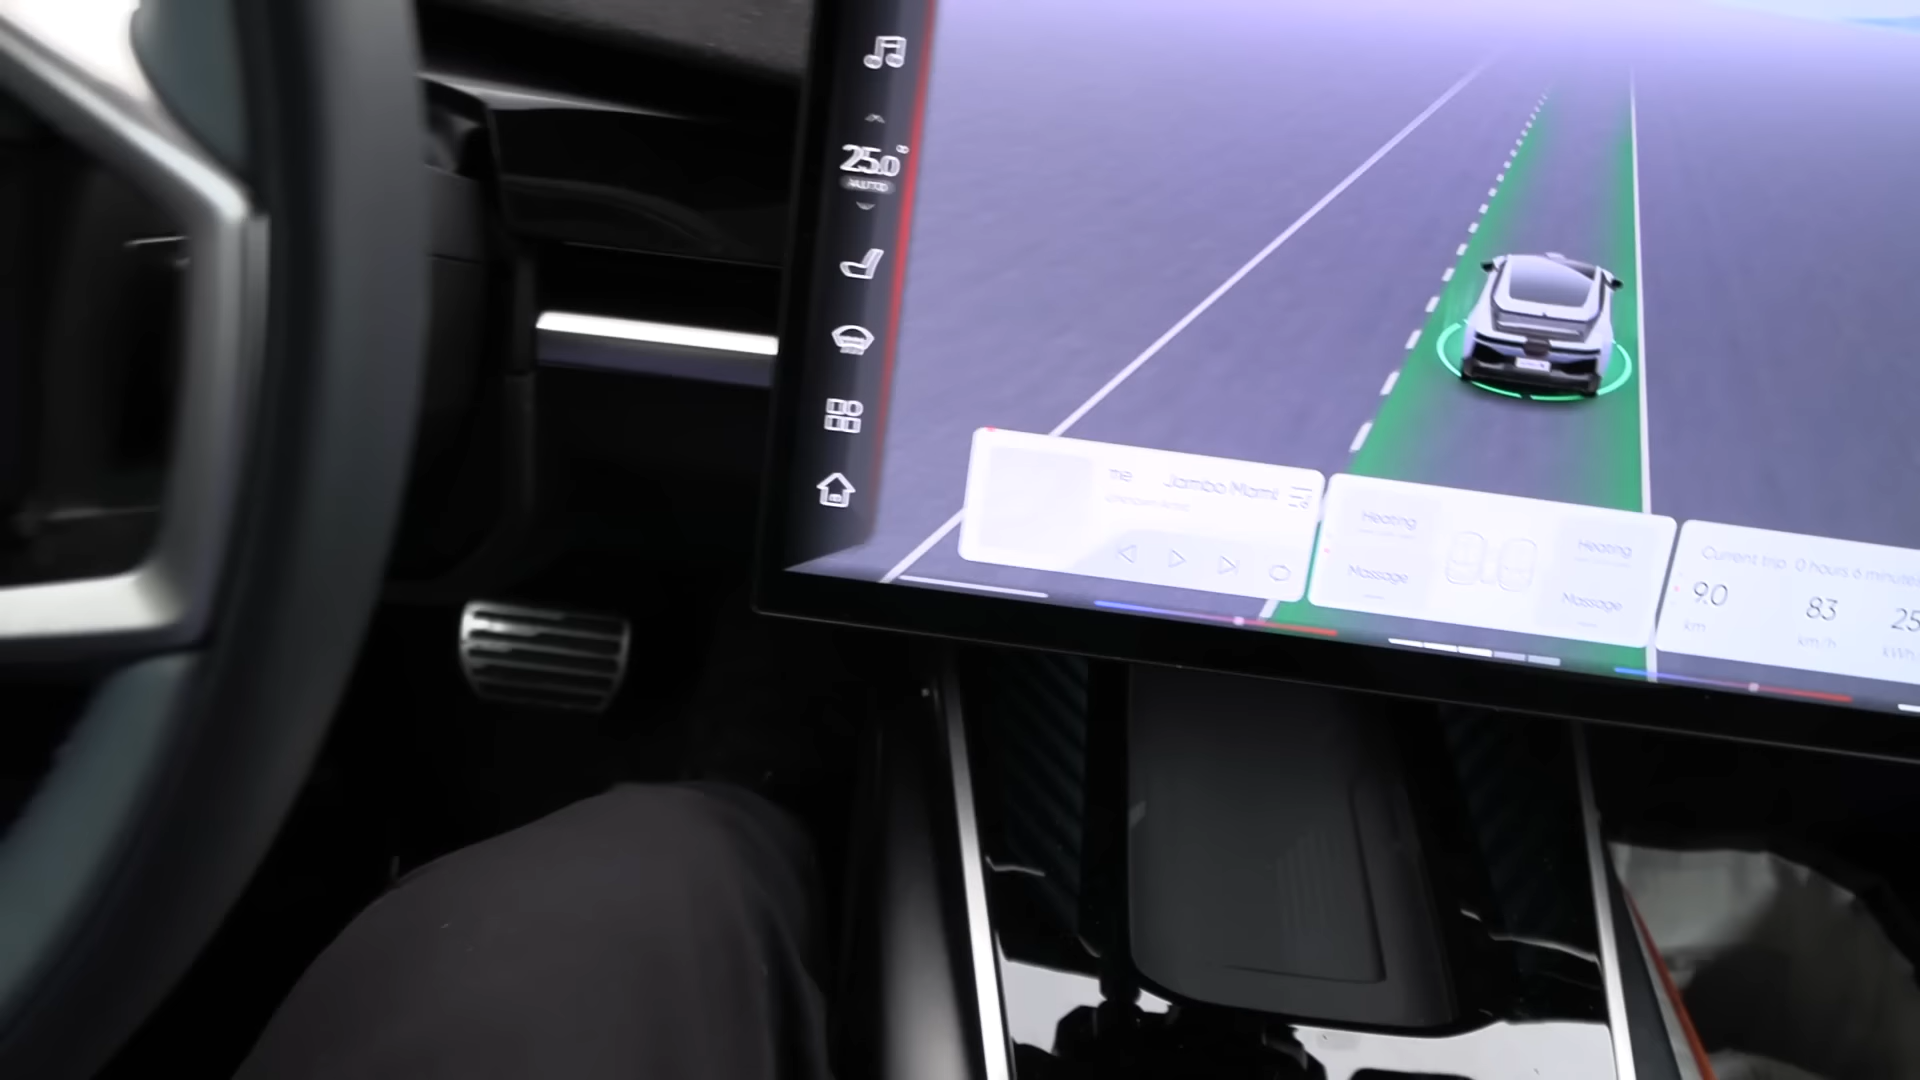 25.0°
AUTO
me Jambo Mami
Heating
Massage
Heating
Massage
Current trip 0 hours 6 minutes
9.0 83 25
km km/h kWh